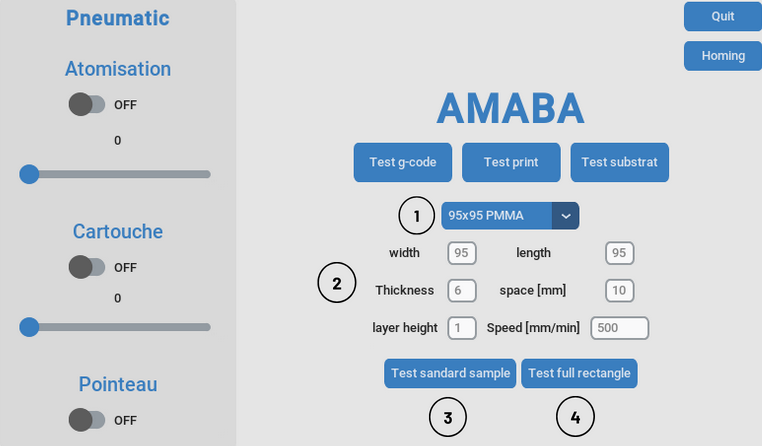 Pneumatic
Atomisation
OFF
0
Cartouche
OFF
0
Pointeau
OFF
Quit
Homing
AMABA
Test g-code Test print Test substrat
1 95x95 PMMA
width 95 length 95
2
Thickness 6 space [mm] 10
layer height 1 Speed [mm/min] 500
Test sandard sample Test full rectangle
3 4